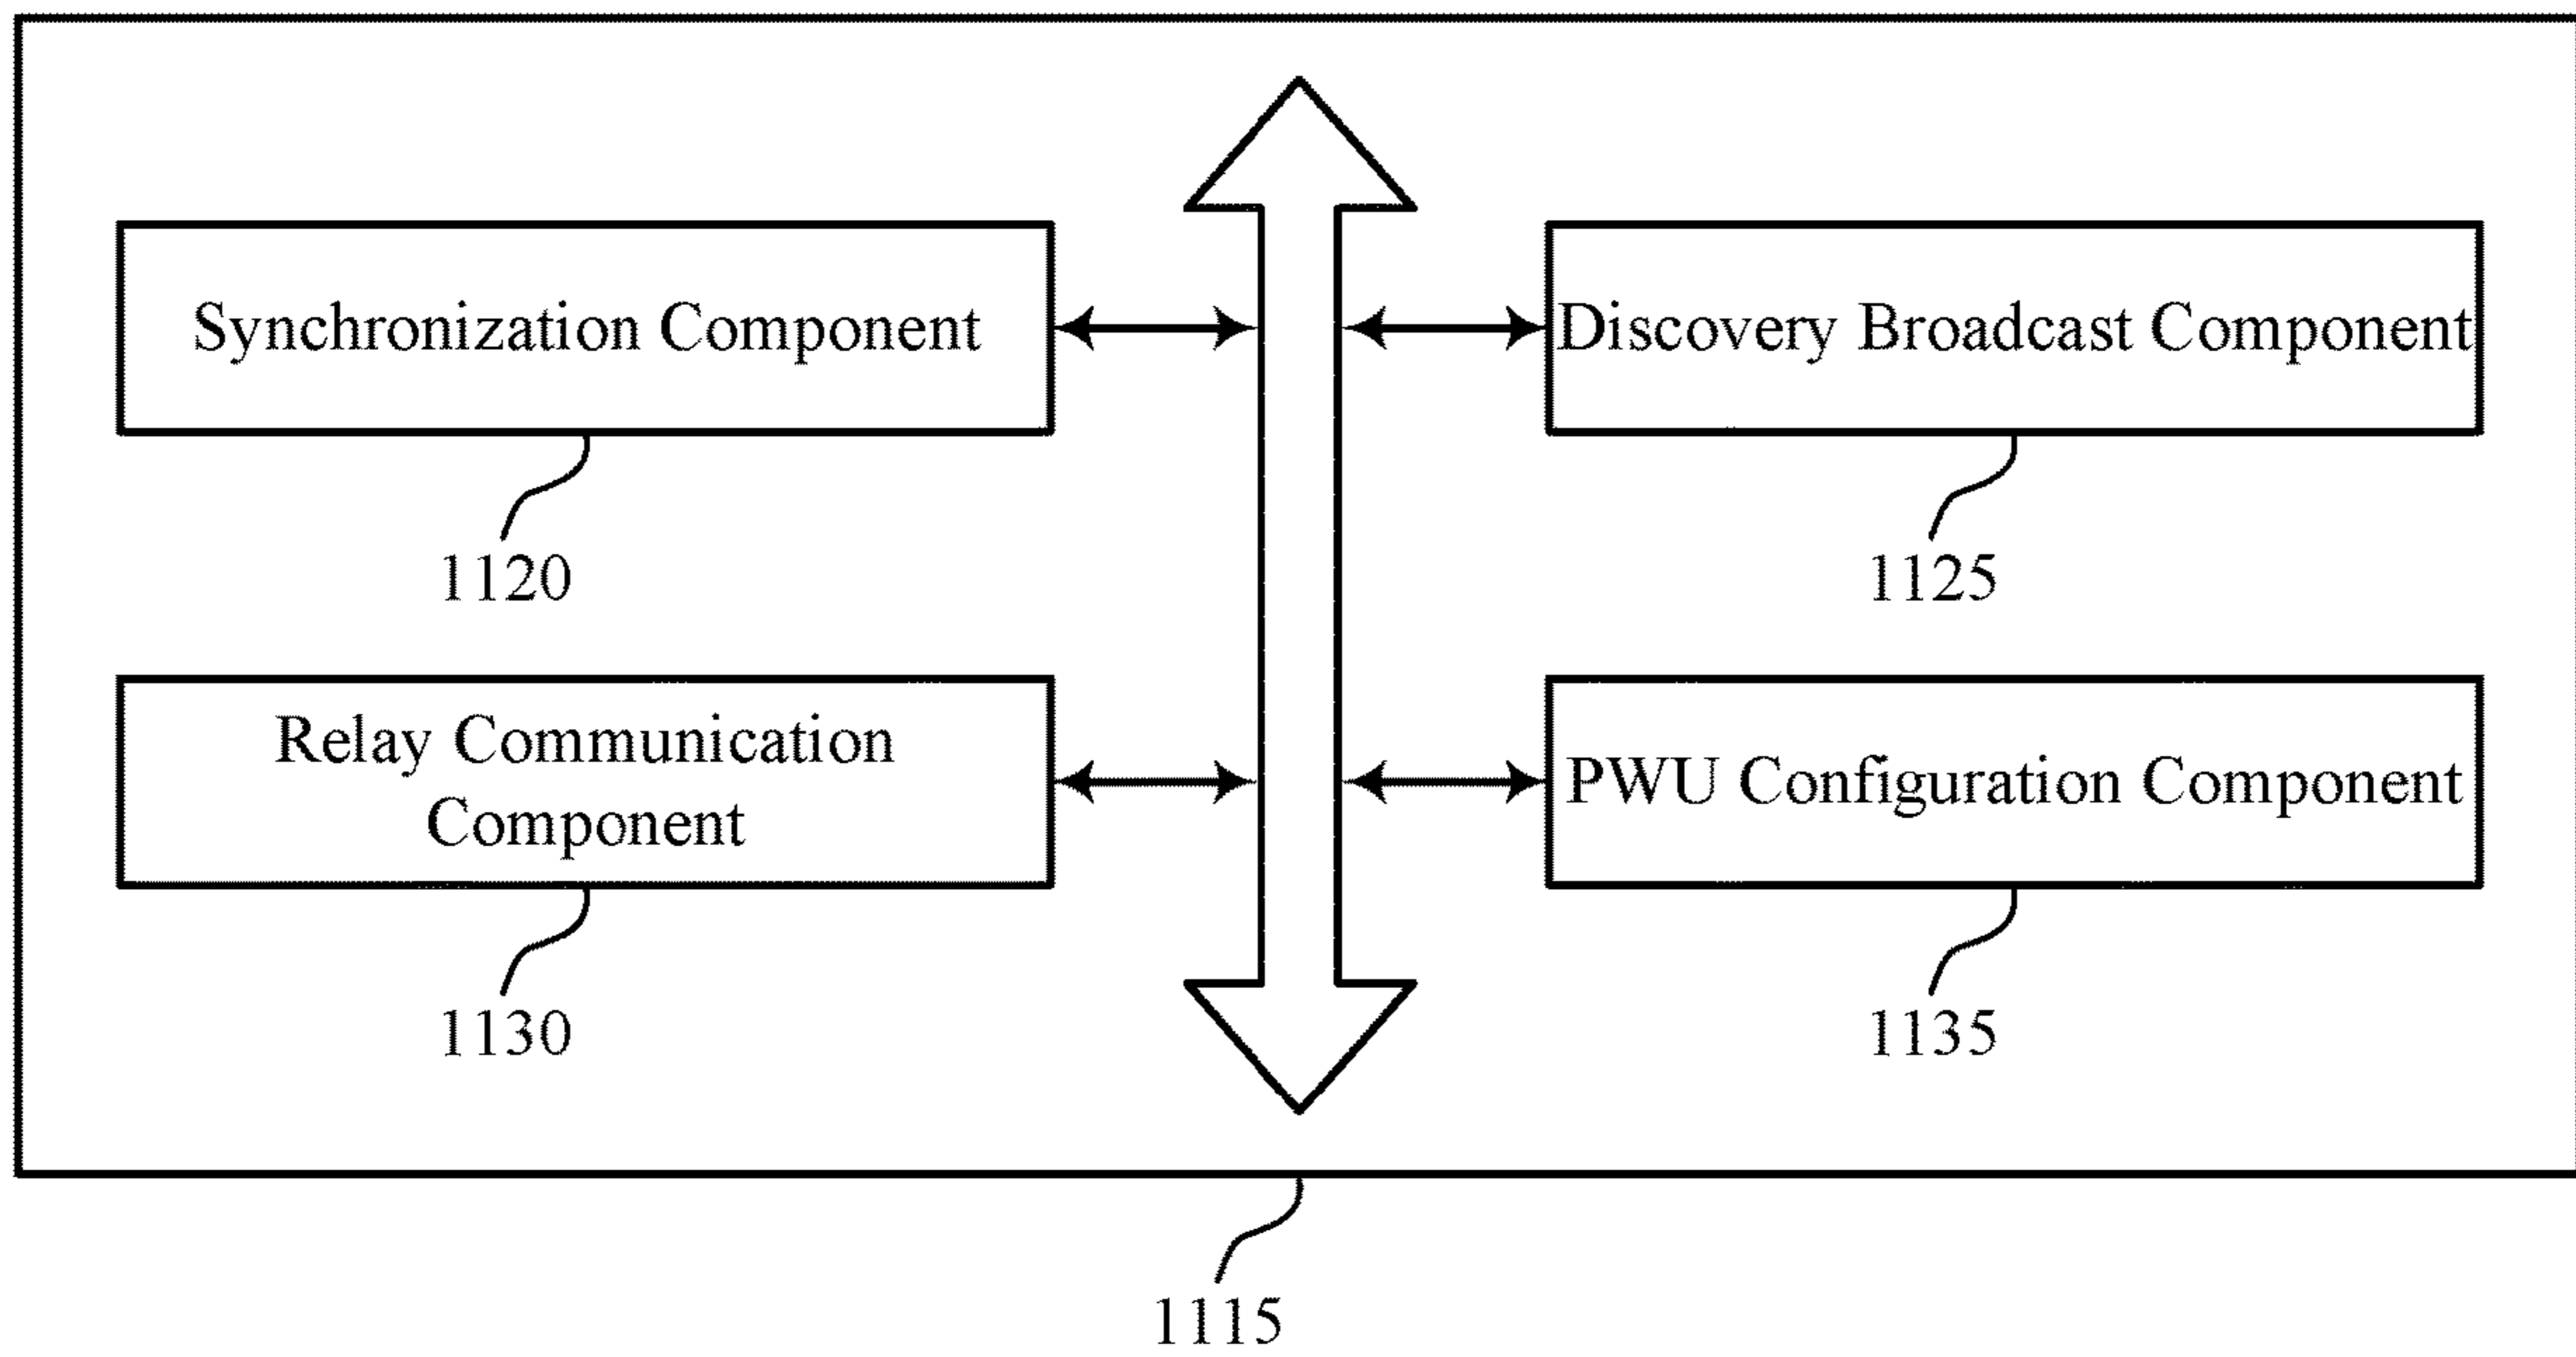 Synchronization Component
Discovery Broadcast Component
1120
1125
Relay Communication
Component
PWU Configuration Component
1130
1135
1115